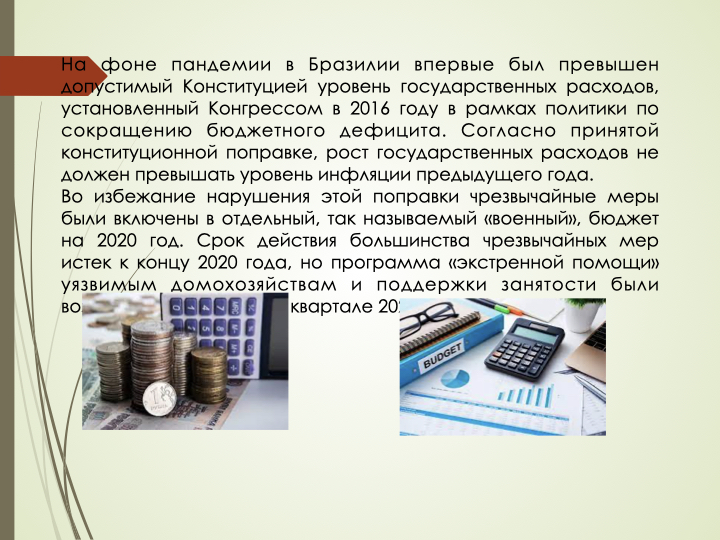 На фоне пандемии в Бразилии впервые был превышен
допустимый Конституцией уровень государственных расходов,
установленный Конгрессом в 2016 году в рамках политики по
сокращению бюджетного дефицита. Согласно принятой
конституционной поправке, рост государственных расходов не
должен превышать уровень инфляции предыдущего года.
Во избежание нарушения этой поправки чрезвычайные меры
были включены в отдельный, так называемый «военный», бюджет
на 2020 год. Срок действия большинства чрезвычайных мер
истек к концу 2020 года, но программа «экстренной помощи»
уязвимым домохозяйствам и поддержки занятости были
квартале
BUDGET